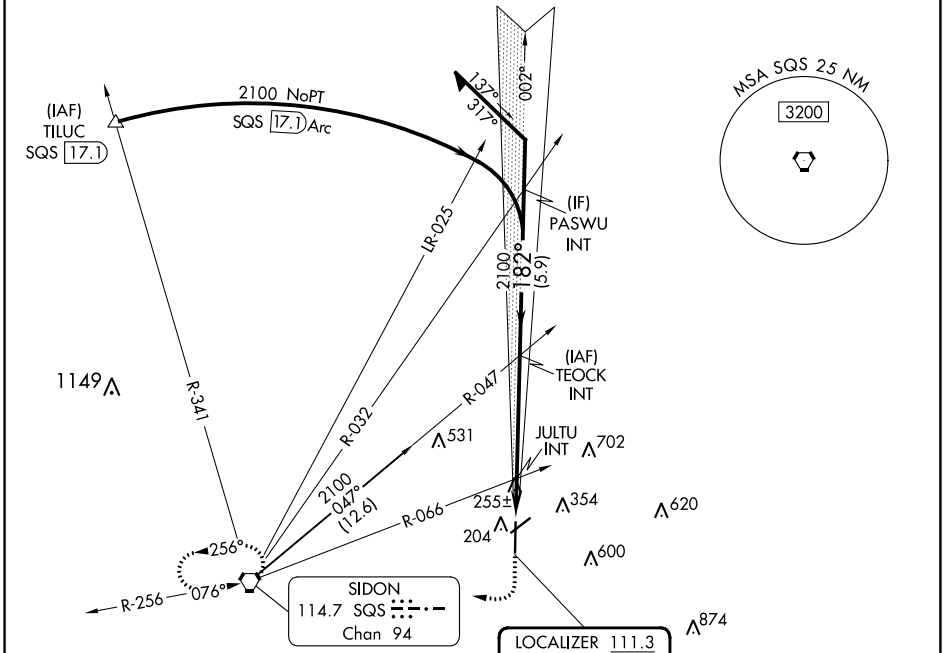 2100 NoPT
SQS 17.1 Arc
(IAF)
TILUC
SQS 17.1
137°
317°
002°
MSA SQS 25 NM
3200
(IF)
PASWU
INT
LR-025
2100
182°
(5.9)
(IAF)
TEOCK
INT
1149
R-341
R-032
R-047
531
JULTU
INT
702
2100
047°
(12.6)
R-066
255±
354
620
204
600
256°
076°
R-256
SIDON
114.7 SQS
Chan 94
874
LOCALIZER 111.3